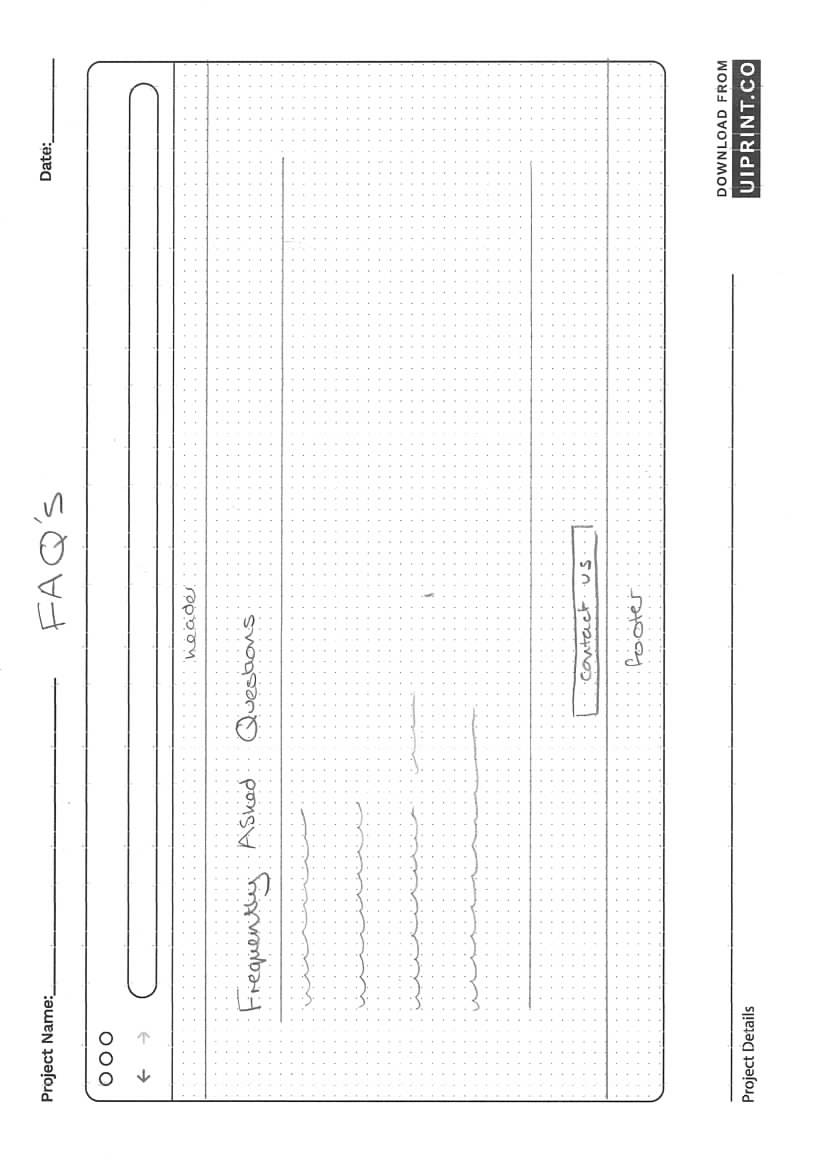 Project Name:
FAQ's
Date:
header
Frequently Asked Questions
contact us
footer
Project Details
DOWNLOAD FROM
UIPRINT.CO